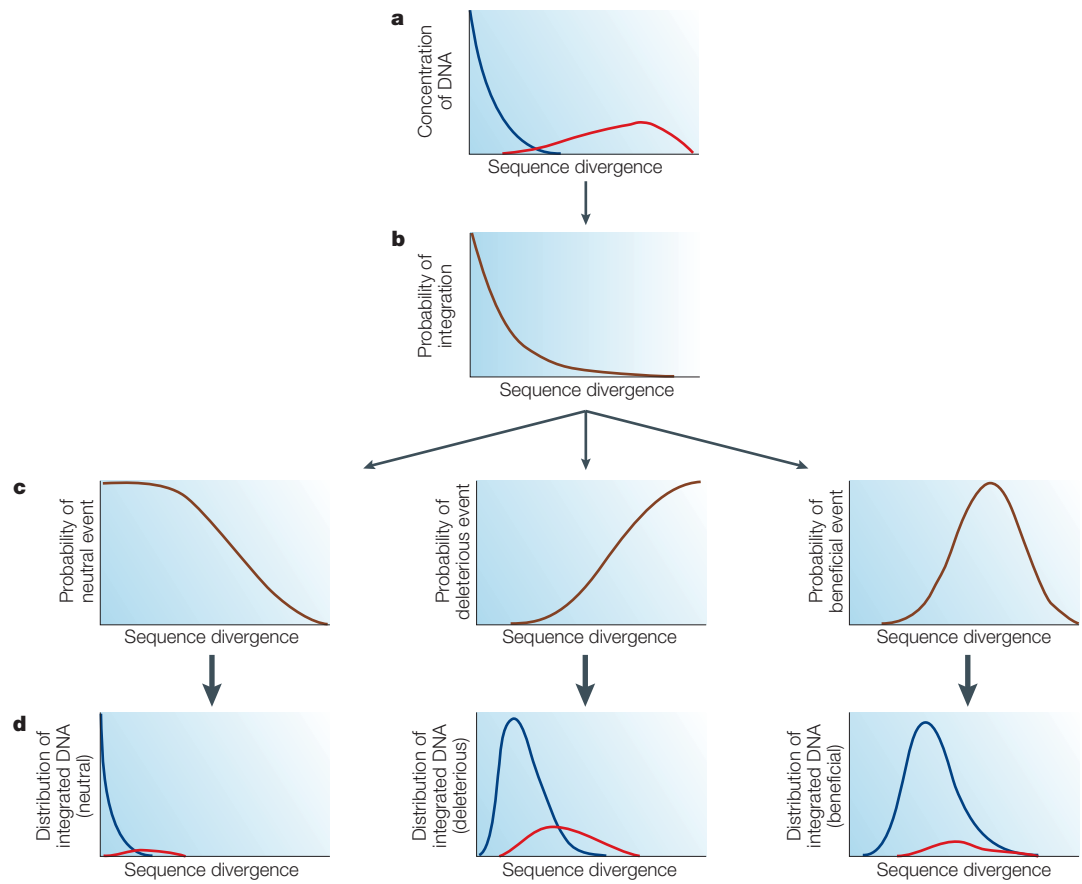 a
Concentration
of DNA
Sequence divergence
b
Probability of
integration
Sequence divergence
c
Probability of
neutral event
Sequence divergence
Probability of
deleterious event
Sequence divergence
Probability of
beneficial event
Sequence divergence
d
Distribution of
integrated DNA
(neutral)
Sequence divergence
Distribution of
integrated DNA
(deleterious)
Sequence divergence
Distribution of
integrated DNA
(beneficial)
Sequence divergence